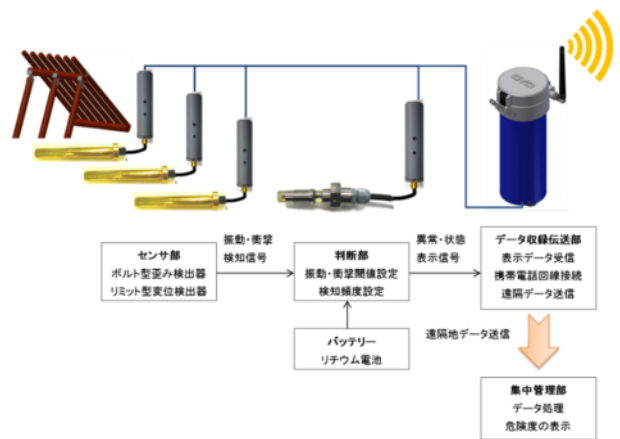 振動・衝撃
検知信号
異常・状態
表示信号
センサ部
ボルト型歪み検出器
リミット型変位検出器
判断部
振動・衝撃閾値設定
検知頻度設定
データ収録伝送部
表示データ受信
携帯電話回線接続
遠隔データ送信
バッテリー
リチウム電池
遠隔地データ送信
集中管理部
データ処理
危険度の表示